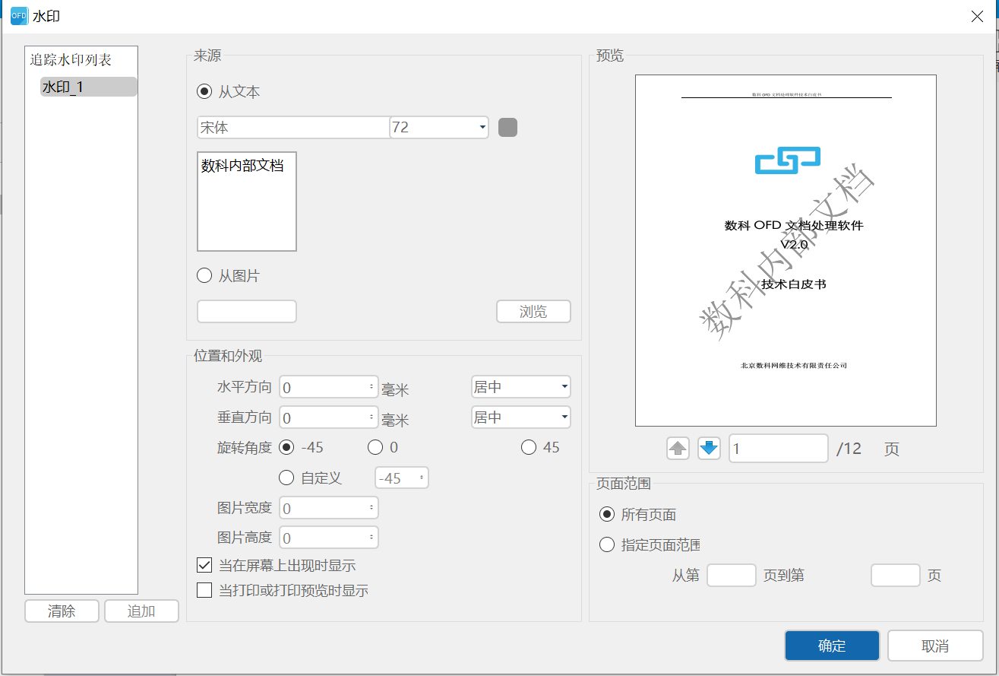 OFD 水印
追踪水印列表
水印_1
清除
追加
来源
从文本
宋体
72
数科内部文档
从图片
浏览
位置和外观
水平方向 0 毫米 居中
垂直方向 0 毫米 居中
旋转角度 -45 0 45
自定义 -45
图片宽度 0
图片高度 0
当在屏幕上出现时显示
当打印或打印预览时显示
预览
数科 OFD 文档处理软件技术白皮书
数科 OFD 文档处理软件
V2.0
技术白皮书
数科内部文档
北京数科网维技术有限责任公司
1 /12 页
页面范围
所有页面
指定页面范围
从第 页到第 页
确定
取消